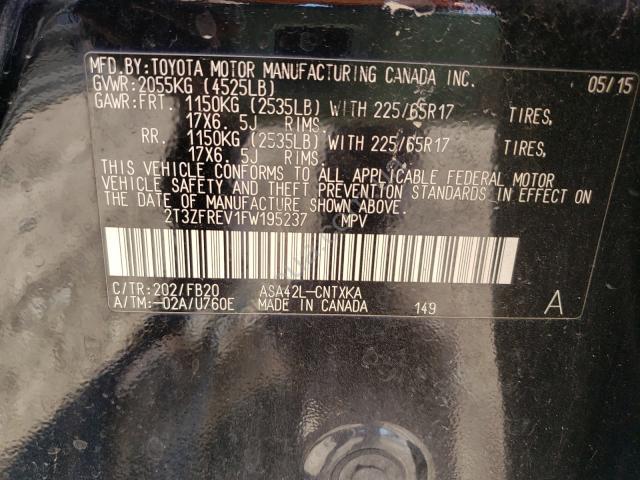 MFD.BY:TOYOTA MOTOR MANUFACTURING CANADA INC.
GVWR:2055KG (4525LB) 05/15
GAWR:FRT. 1150KG (2535LB) WITH 225/65R17 TIRES,
17X6. 5J RIMS.
RR. 1150KG (2535LB) WITH 225/65R17 TIRES,
17X6. 5J RIMS.
THIS VEHICLE CONFORMS TO ALL APPLICABLE FEDERAL MOTOR
VEHICLE SAFETY AND THEFT PREVENTION STANDARDS IN EFFECT ON
THE DATE OF MANUFACTURE SHOWN ABOVE.
2T3ZFREV1FW195237 MPV
C/TR:202/FB20 ASA42L-CNTXKA
A/TM:-02A/U760E MADE IN CANADA 149 A